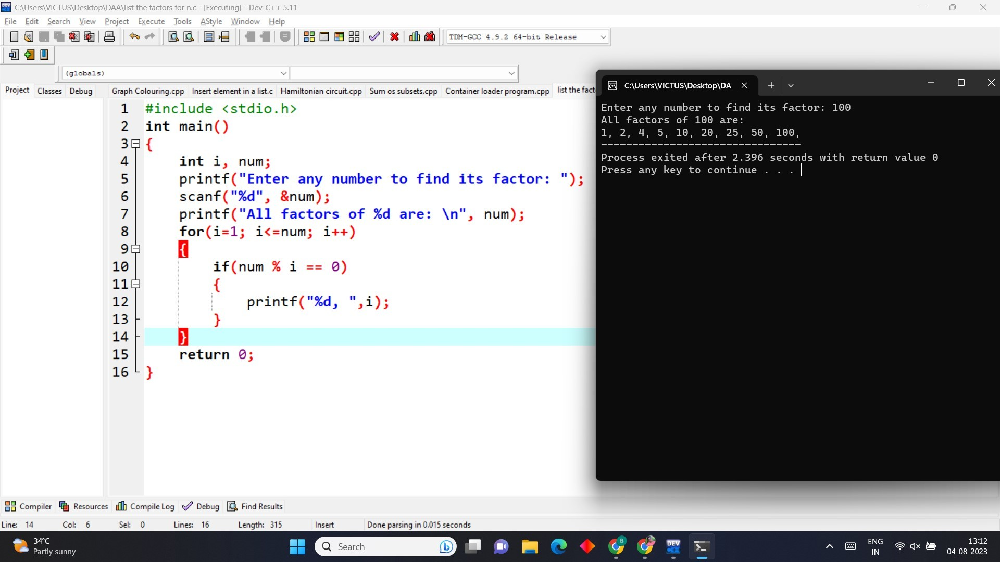 C:\Users\VICTUS\Desktop\DAA\list the factors for n.c - [Executing] - Dev-C++ 5.11
File Edit Search View Project Execute Tools AStyle Window Help
TDM-GCC 4.9.2 64-bit Release
(globals)
Project Classes Debug
Graph Colouring.cpp Insert element in a list.c Hamiltonian circuit.cpp Sum os subsets.cpp Container loader program.cpp list the fact
1 #include <stdio.h>
2 int main()
3 {
4 int i, num;
5 printf("Enter any number to find its factor: ");
6 scanf("%d", &num);
7 printf("All factors of %d are: \n", num);
8 for(i=1; i<=num; i++)
9 {
10 if(num % i == 0)
11 {
12 printf("%d, ",i);
13 }
14 }
15 return 0;
16 }
C:\Users\VICTUS\Desktop\DA
Enter any number to find its factor: 100
All factors of 100 are:
1, 2, 4, 5, 10, 20, 25, 50, 100,
--------------------------------
Process exited after 2.396 seconds with return value 0
Press any key to continue . . .
Compiler Resources Compile Log Debug Find Results
Line: 14 Col: 6 Sel: 0 Lines: 16 Length: 315 Insert Done parsing in 0.015 seconds
34°C
Partly sunny
Search
B
DEV
C++
ENG
IN
13:12
04-08-2023